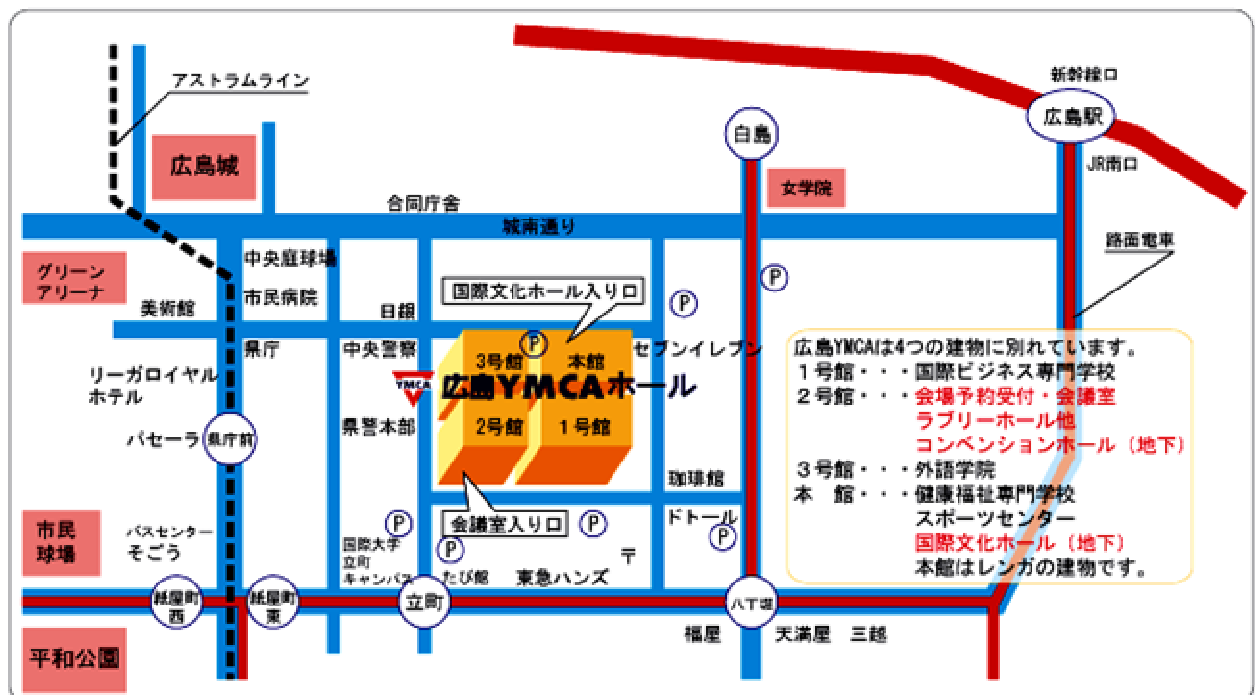 アストラムライン
新幹線口
広島駅
白島
広島城
JR南口
女学院
合同庁舎
城南通り
路面電車
中央庭球場
グリーン
アリーナ
国際文化ホール入り口
P
P
市民病院
美術館
日銀
県庁
中央警察
P
3号館
本館
セブンイレブン
リーガロイヤル
ホテル
YMCA
広島YMCAホール
県警本部
2号館
1号館
パセーラ
県庁前
広島YMCAは4つの建物に別れています。
1号館・・・国際ビジネス専門学校
2号館・・・会場予約受付・会議室
ラブリーホール他
コンベンションホール(地下)
3号館・・・外語学院
本 館・・・健康福祉専門学校
スポーツセンター
国際文化ホール(地下)
本館はレンガの建物です。
珈琲館
ドトール
市民
球場
バスセンター
そごう
P
会議室入り口
P
P
P
国際大学
立町
キャンパス
たび館
東急ハンズ
〒
紙屋町
西
紙屋町
東
立町
八丁堀
福屋
天満屋 三越
平和公園